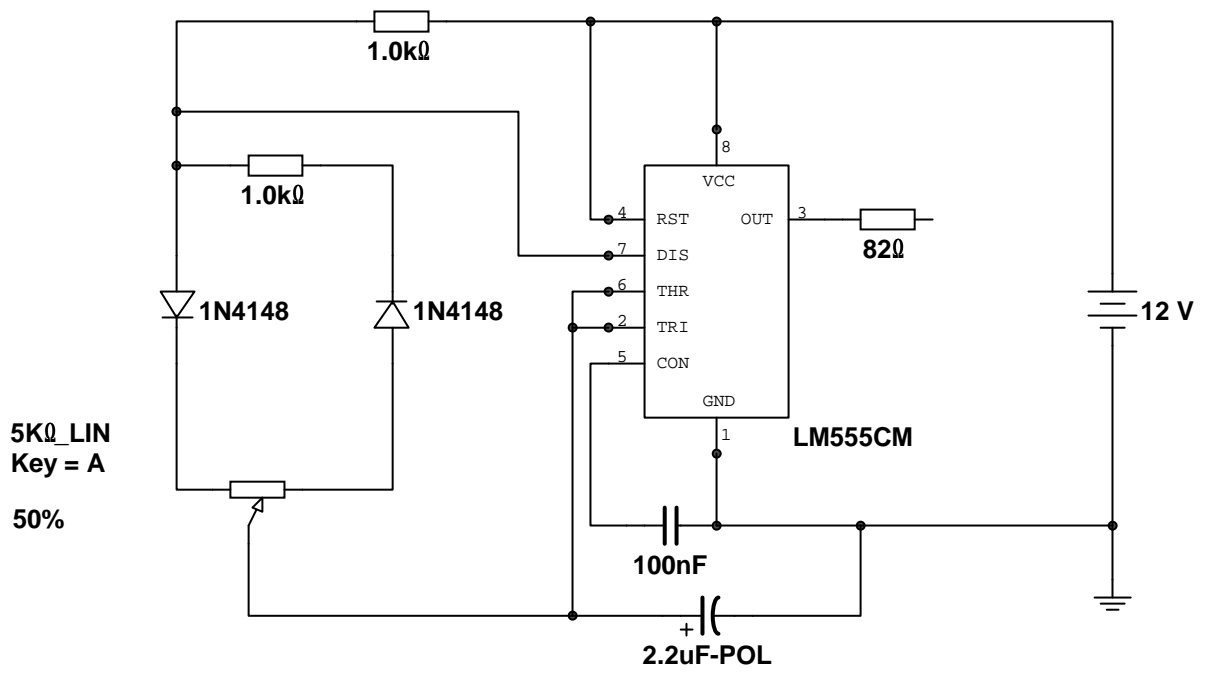 1.0kΩ
8
VCC
1.0kΩ
4
RST
OUT
3
7
DIS
82Ω
6
THR
1N4148
1N4148
12 V
2
TRI
5
CON
GND
5KΩ_LIN
Key = A
1
LM555CM
50%
100nF
+
2.2uF-POL